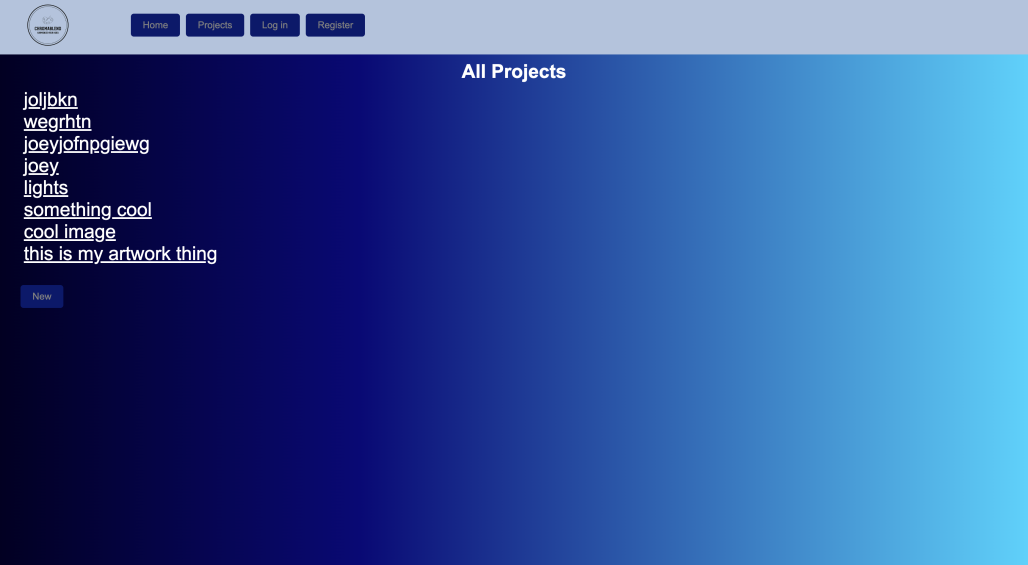 Home
Projects
Log in
Register
All Projects
joljbkn
wegrhtn
joeyjofnpgiewg
joey
lights
something cool
cool image
this is my artwork thing
New